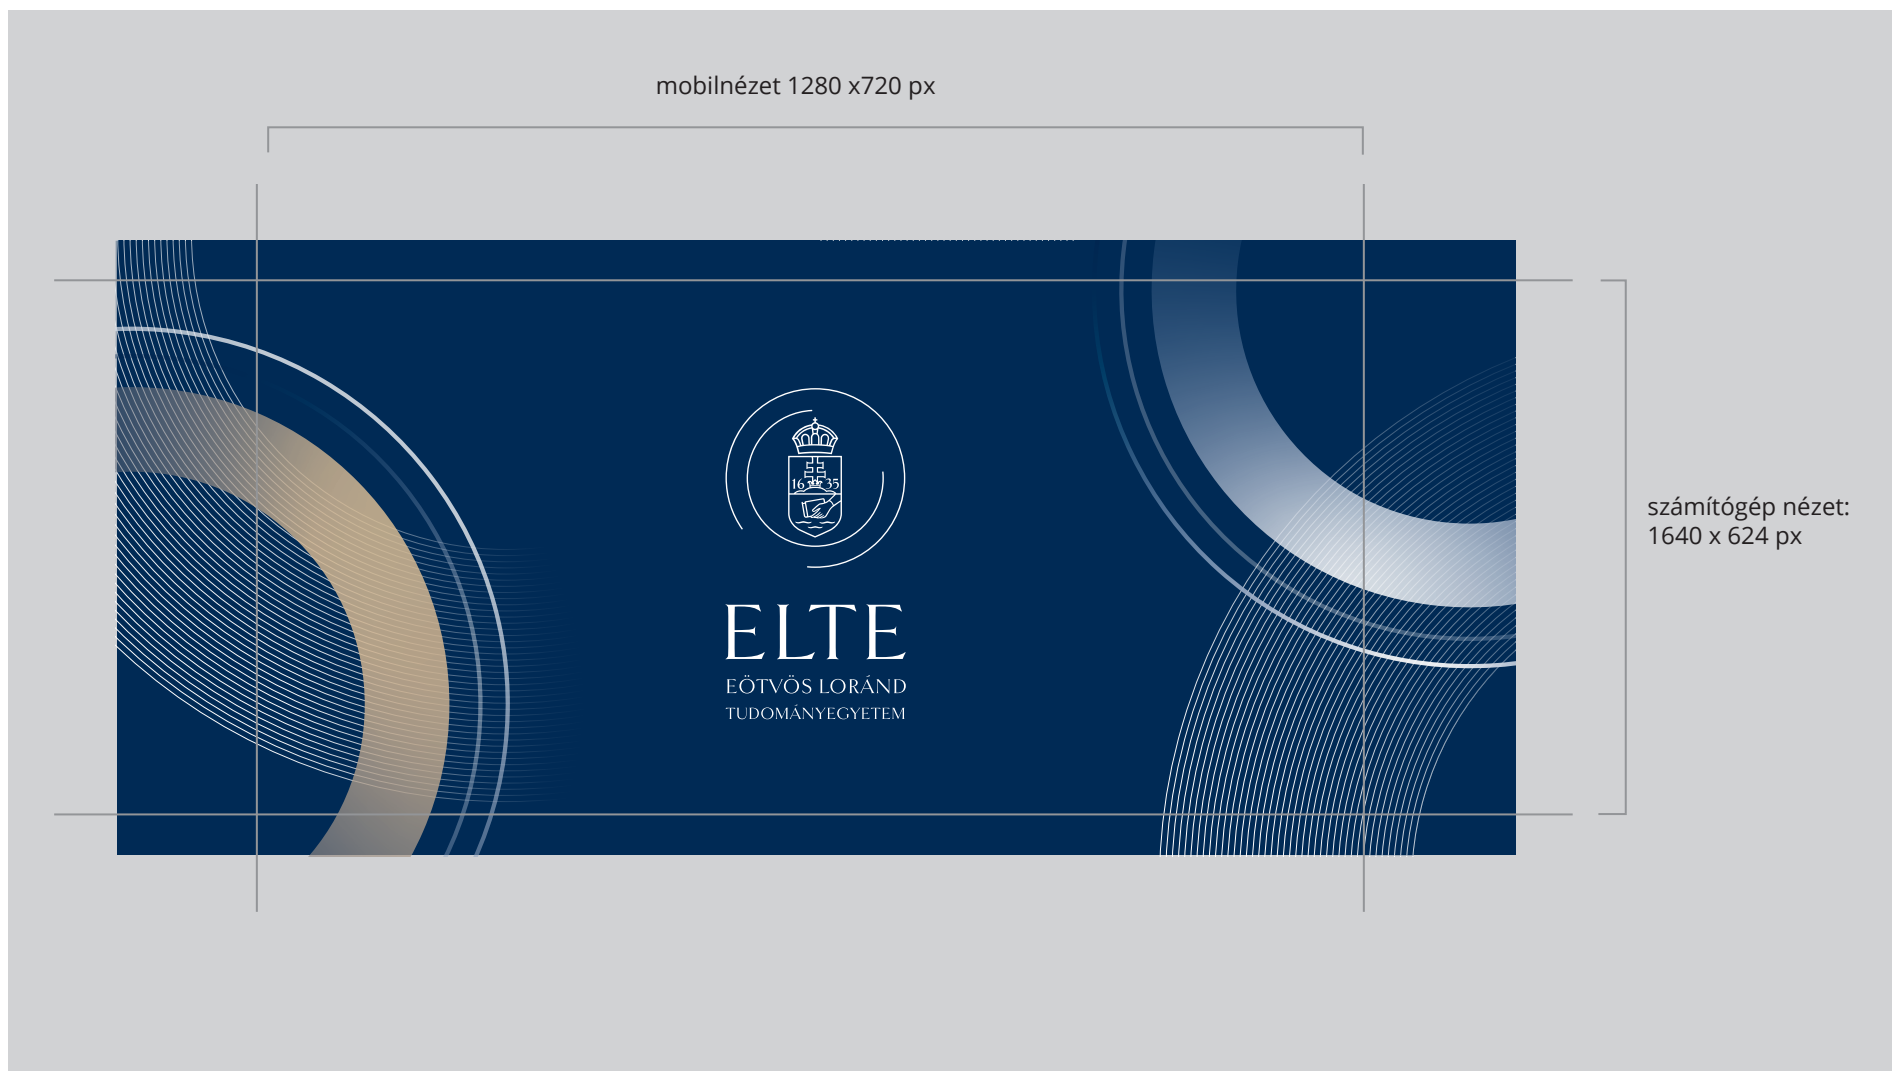 mobilnézet 1280 x720 px
16 35
ELTE
EÖTVÖS LORÁND
TUDOMÁNYEGYETEM
számítógép nézet:
1640 x 624 px